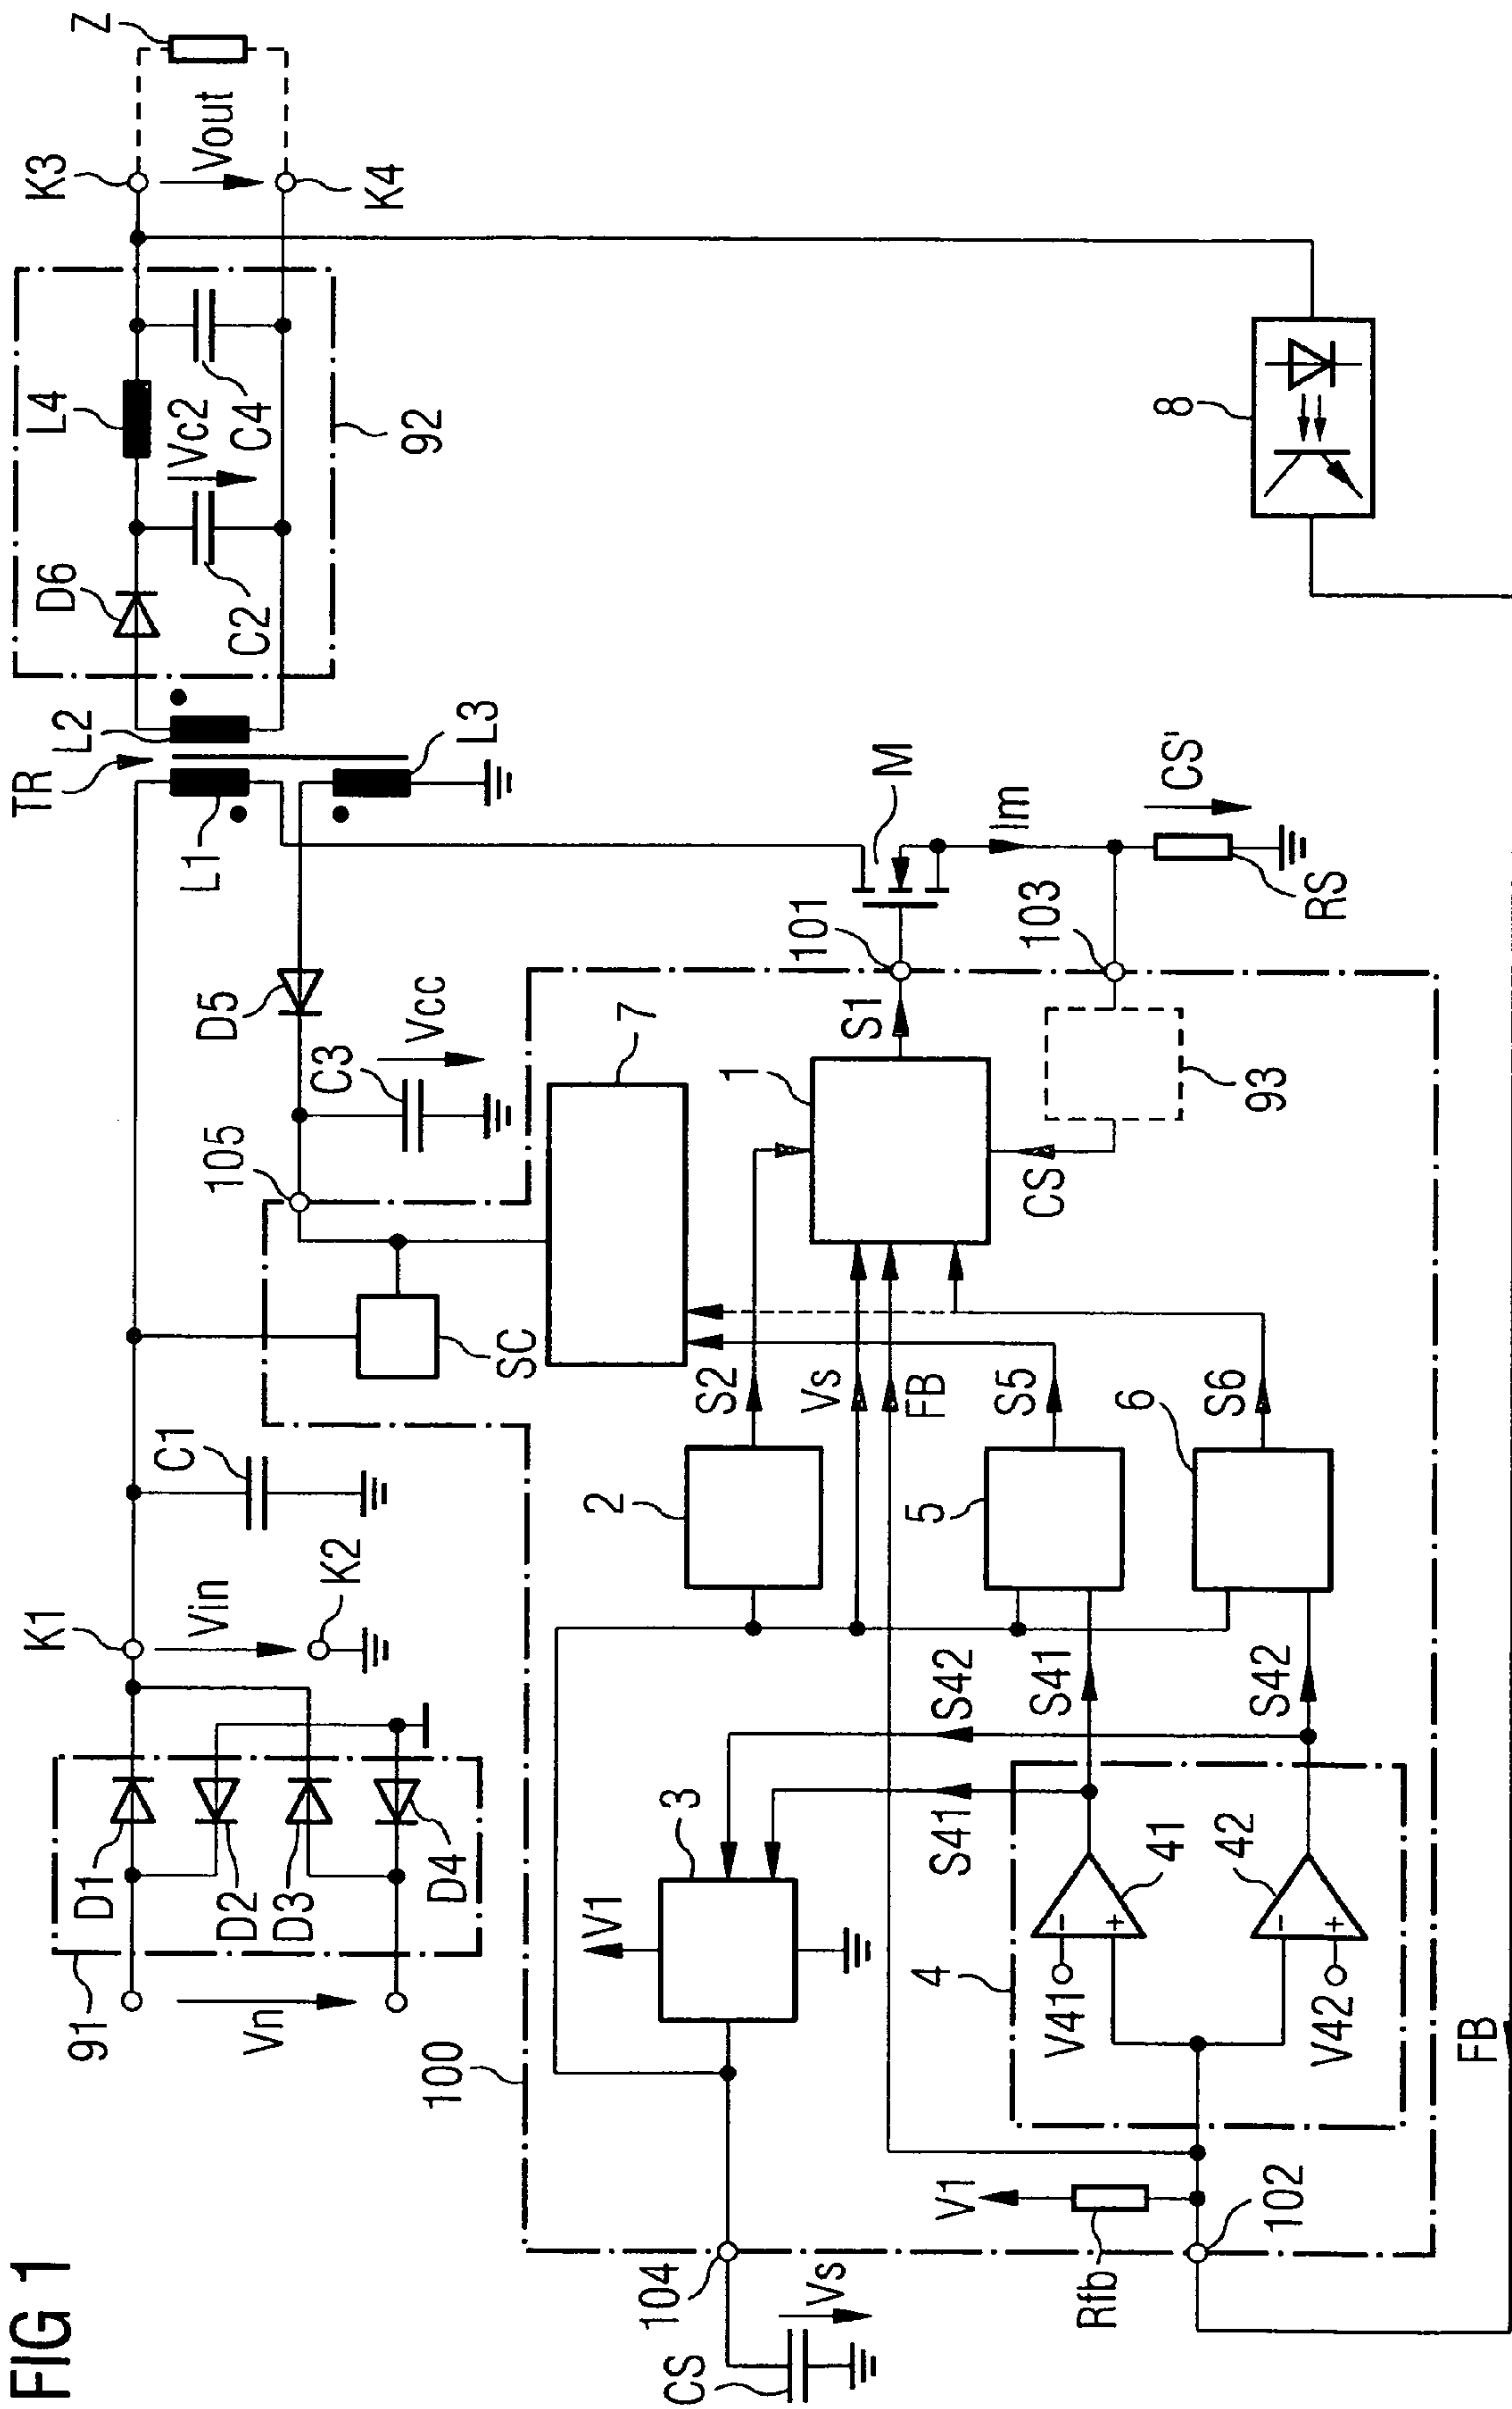 FIG 1
91
D1
D2
D3
D4
Vn
K1
Vin
K2
C1
SC
105
C3
Vcc
D5
TR
L1
L2
L3
D6
C2
Vc2
L4
C4
92
K3
Vout
K4
Z
100
104
CS
Vs
V1
3
S42
S41
2
S2
Vs
FB
7
1
S1
101
M
Im
103
CS'
RS
CS
93
5
S5
6
S6
S41
S42
4
41
42
V41
V42
-
+
-
+
V1
Rfb
102
FB
8